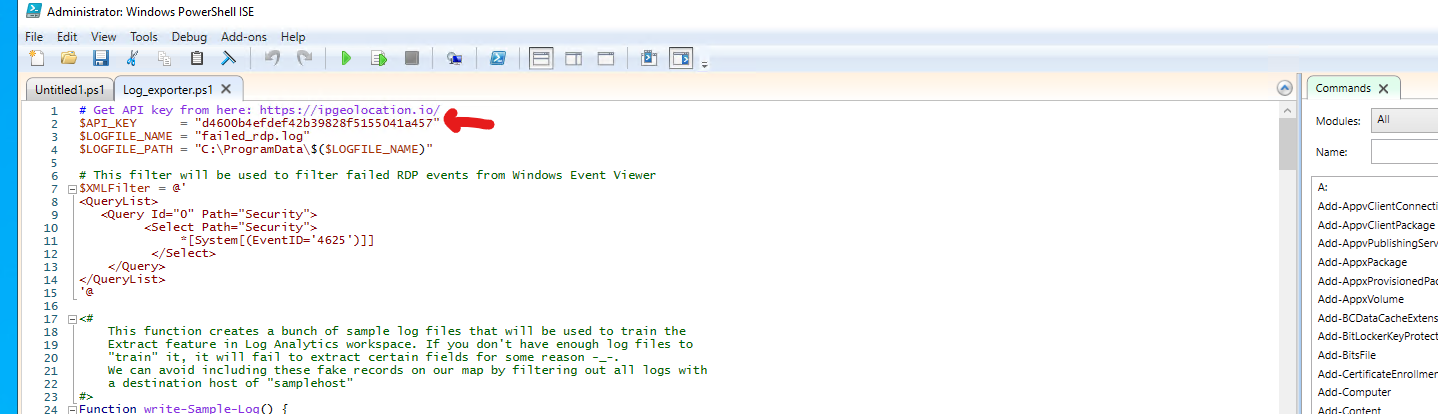 Administrator: Windows PowerShell ISE
File Edit View Tools Debug Add-ons Help
Untitled1.ps1 Log_exporter.ps1 X
1 # Get API key from here: https://ipgeolocation.io/
2 $API_KEY      = "d4600b4efdef42b39828f5155041a457"
3 $LOGFILE_NAME = "failed_rdp.log"
4 $LOGFILE_PATH = "C:\ProgramData\$($LOGFILE_NAME)"
5
6 # This filter will be used to filter failed RDP events from Windows Event Viewer
7 $XMLFilter = @'
8 <QueryList>
9    <Query Id="0" Path="Security">
10          <Select Path="Security">
11               *[System[(EventID='4625')]]
12           </Select>
13     </Query>
14 </QueryList>
15 '@
16
17 <#
18     This function creates a bunch of sample log files that will be used to train the
19     Extract feature in Log Analytics workspace. If you don't have enough log files to
20     "train" it, it will fail to extract certain fields for some reason -_-.
21     We can avoid including these fake records on our map by filtering out all logs with
22     a destination host of "samplehost"
23 #>
24 Function write-Sample-Log() {
Commands X
Modules: All
Name:
A:
Add-AppvClientConnecti
Add-AppvClientPackage
Add-AppvPublishingServ
Add-AppxPackage
Add-AppxProvisionedPac
Add-AppxVolume
Add-BCDataCacheExtens
Add-BitLockerKeyProtect
Add-BitsFile
Add-CertificateEnrollmen
Add-Computer
Add-Content